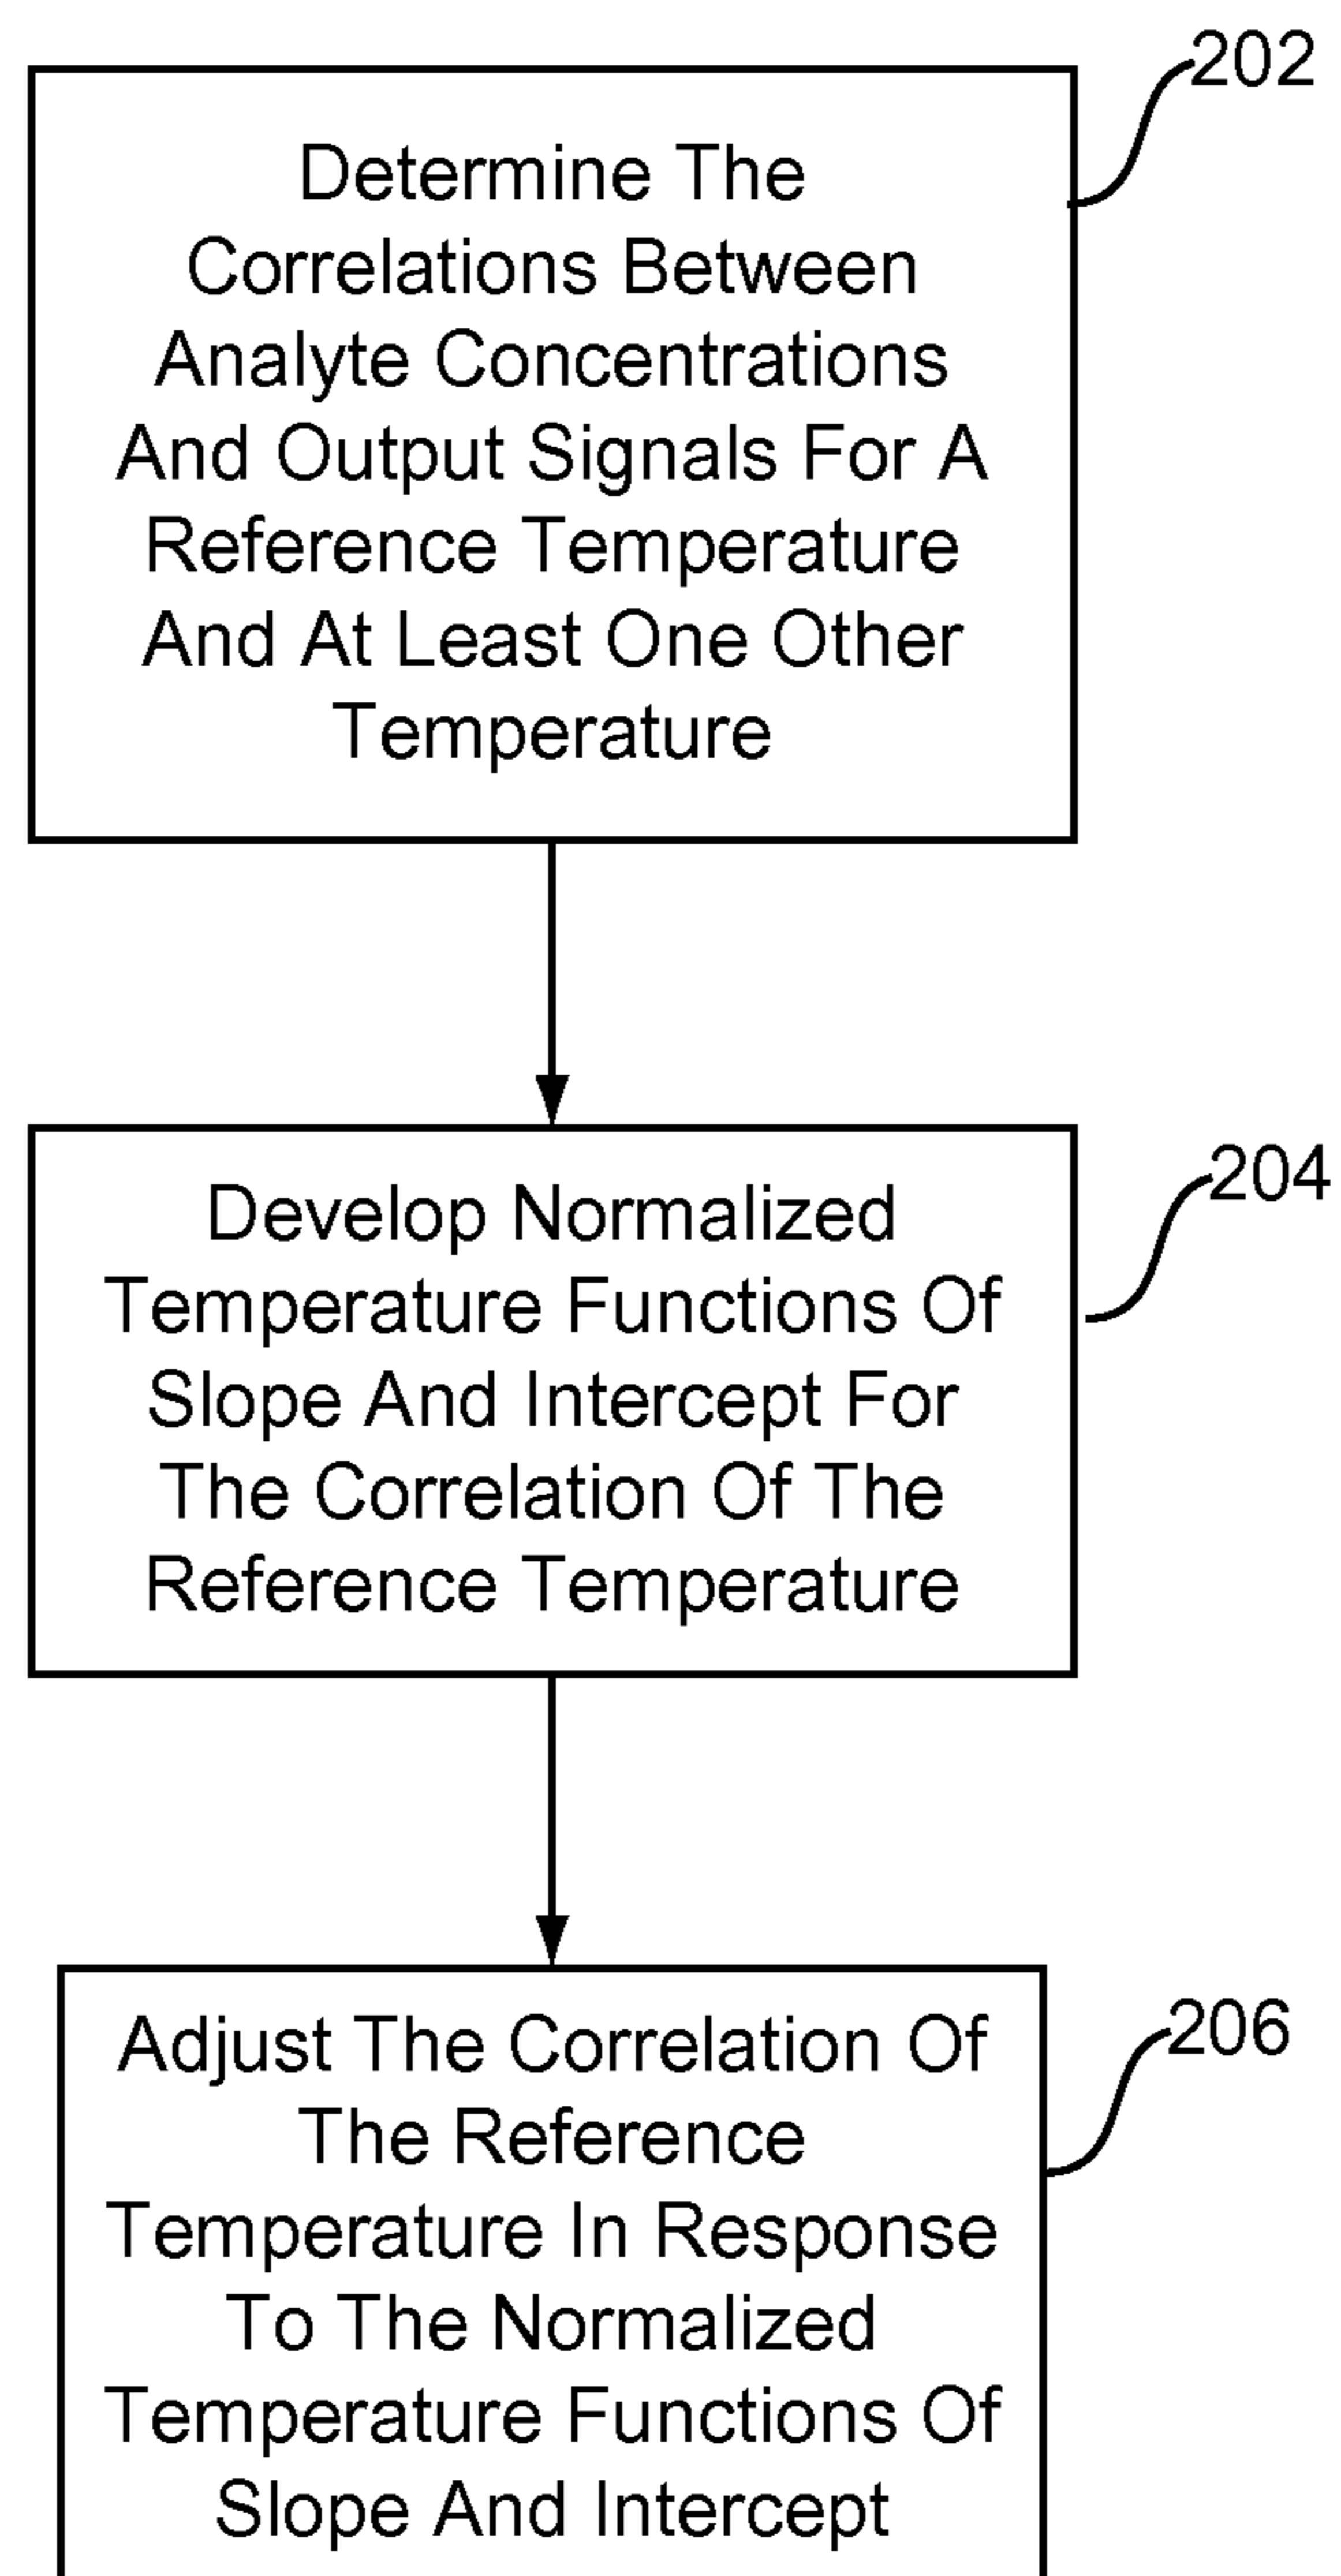 202
Determine The
Correlations Between
Analyte Concentrations
And Output Signals For A
Reference Temperature
And At Least One Other
Temperature
204
Develop Normalized
Temperature Functions Of
Slope And Intercept For
The Correlation Of The
Reference Temperature
206
Adjust The Correlation Of
The Reference
Temperature In Response
To The Normalized
Temperature Functions Of
Slope And Intercept